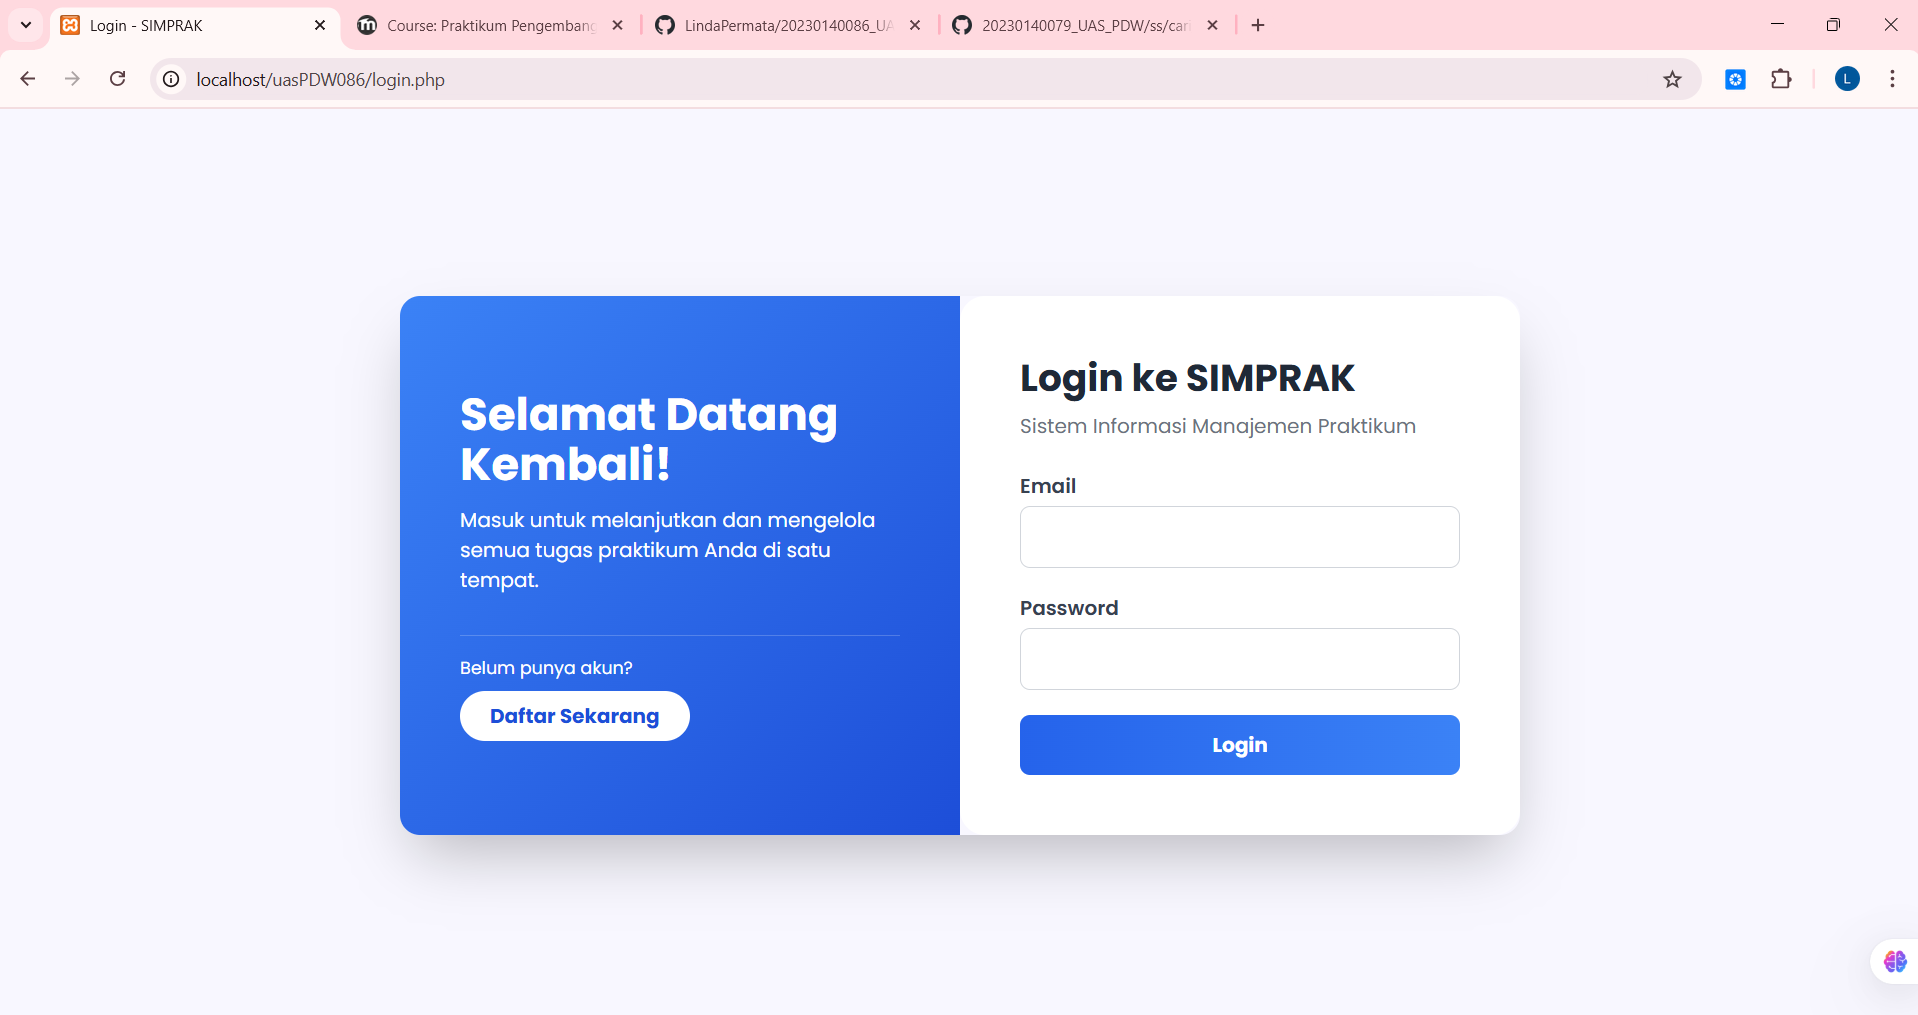 Login - SIMPRAK
Course: Praktikum Pengembang
LindaPermata/20230140086_UA
20230140079_UAS_PDW/ss/cari
localhost/uasPDW086/login.php
L
Selamat Datang
Kembali!
Masuk untuk melanjutkan dan mengelola
semua tugas praktikum Anda di satu
tempat.
Belum punya akun?
Daftar Sekarang
Login ke SIMPRAK
Sistem Informasi Manajemen Praktikum
Email
Password
Login